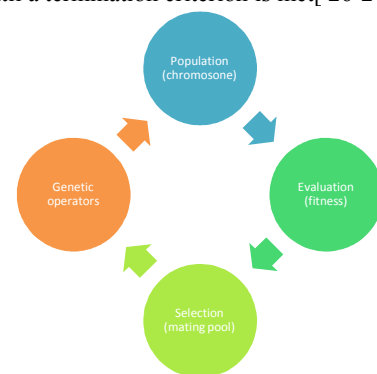 Population
(chromosone)
Evaluation
(fitness)
Selection
(mating pool)
Genetic
operators